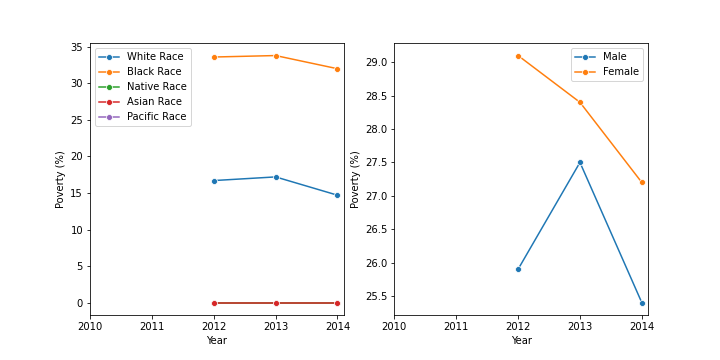 35
30
25
20
15
10
5
0
Poverty (%)
White Race
Black Race
Native Race
Asian Race
Pacific Race
2010 2011 2012 2013 2014
Year
29.0
28.5
28.0
27.5
27.0
26.5
26.0
25.5
Poverty (%)
Male
Female
2010 2011 2012 2013 2014
Year